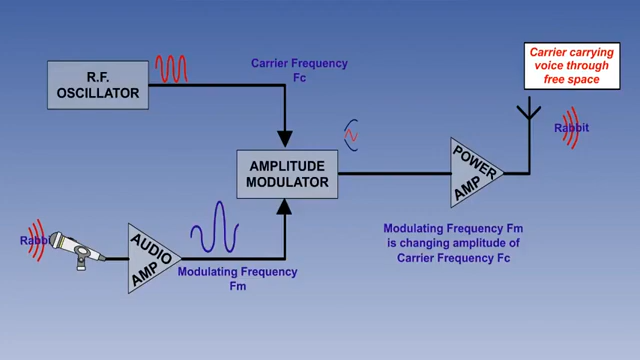 Carrier carrying
voice through
free space
R.F.
OSCILLATOR
Carrier Frequency
Fc
Rabbit
AMPLITUDE
MODULATOR
POWER
AMP
Rabbi
AUDIO
AMP
Modulating Frequency
Fm
Modulating Frequency Fm
is changing amplitude of
Carrier Frequency Fc